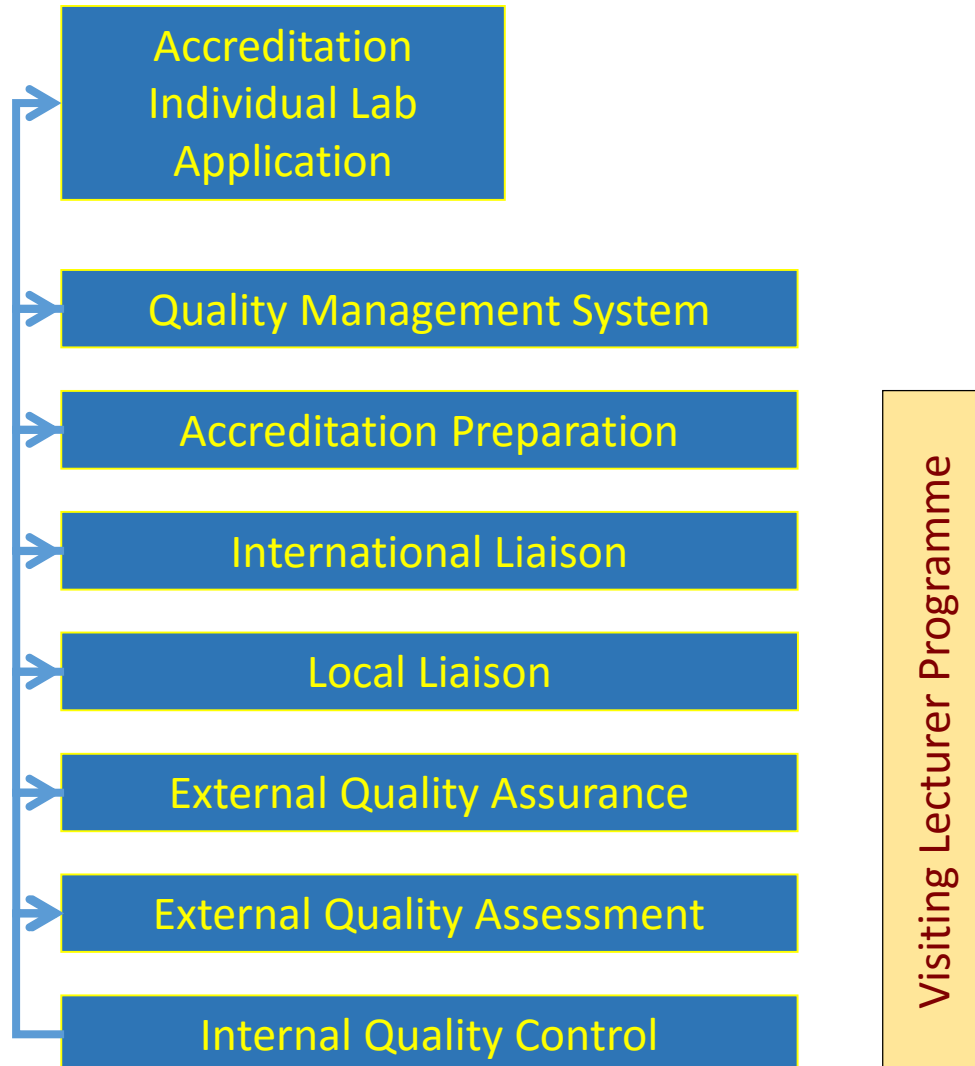 Accreditation
Individual Lab
Application
Quality Management System
Accreditation Preparation
International Liaison
Local Liaison
External Quality Assurance
External Quality Assessment
Internal Quality Control
Visiting Lecturer Programme